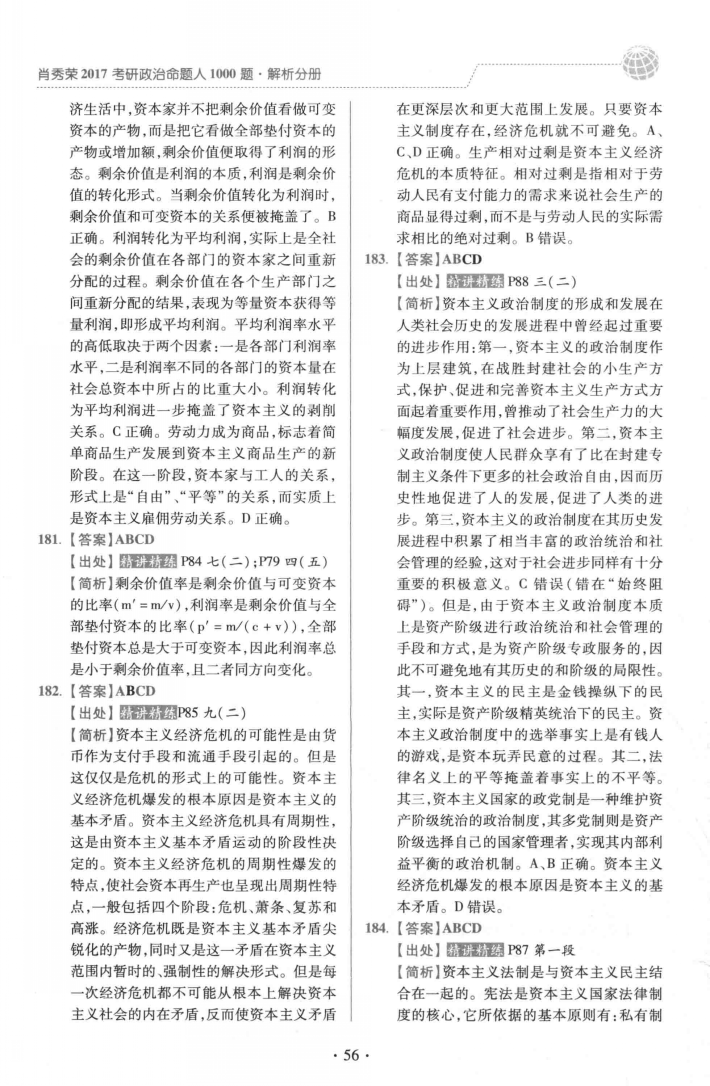 肖秀荣2017考研政治命题人1000题·解析分册
济生活中,资本家并不把剩余价值看做可变
资本的产物,而是把它看做全部垫付资本的
产物或增加额,剩余价值便取得了利润的形
态。剩余价值是利润的本质,利润是剩余价
值的转化形式。当剩余价值转化为利润时,
剩余价值和可变资本的关系便被掩盖了。B
正确。利润转化为平均利润,实际上是全社
会的剩余价值在各部门的资本家之间重新
分配的过程。剩余价值在各个生产部门之
间重新分配的结果,表现为等量资本获得等
量利润,即形成平均利润。平均利润率水平
的高低取决于两个因素:一是各部门利润率
水平,二是利润率不同的各部门的资本量在
社会总资本中所占的比重大小。利润转化
为平均利润进一步掩盖了资本主义的剥削
关系。C正确。劳动力成为商品,标志着简
单商品生产发展到资本主义商品生产的新
阶段。在这一阶段,资本家与工人的关系,
形式上是“自由”、“平等”的关系,而实质上
是资本主义雇佣劳动关系。D正确。
181.【答案】ABCD
【出处】精讲精练 P84 七(二);P79 四(五)
【简析】剩余价值率是剩余价值与可变资本
的比率(m′=m/v),利润率是剩余价值与全
部垫付资本的比率(p′=m/(c+v)),全部
垫付资本总是大于可变资本,因此利润率总
是小于剩余价值率,且二者同方向变化。
182.【答案】ABCD
【出处】精讲精练P85 九(二)
【简析】资本主义经济危机的可能性是由货
币作为支付手段和流通手段引起的。但是
这仅仅是危机的形式上的可能性。资本主
义经济危机爆发的根本原因是资本主义的
基本矛盾。资本主义经济危机具有周期性,
这是由资本主义基本矛盾运动的阶段性决
定的。资本主义经济危机的周期性爆发的
特点,使社会资本再生产也呈现出周期性特
点,一般包括四个阶段:危机、萧条、复苏和
高涨。经济危机既是资本主义基本矛盾尖
锐化的产物,同时又是这一矛盾在资本主义
范围内暂时的、强制性的解决形式。但是每
一次经济危机都不可能从根本上解决资本
主义社会的内在矛盾,反而使资本主义矛盾
在更深层次和更大范围上发展。只要资本
主义制度存在,经济危机就不可避免。A、
C、D正确。生产相对过剩是资本主义经济
危机的本质特征。相对过剩是指相对于劳
动人民有支付能力的需求来说社会生产的
商品显得过剩,而不是与劳动人民的实际需
求相比的绝对过剩。B错误。
183.【答案】ABCD
【出处】精讲精练 P88 三(二)
【简析】资本主义政治制度的形成和发展在
人类社会历史的发展进程中曾经起过重要
的进步作用:第一,资本主义的政治制度作
为上层建筑,在战胜封建社会的小生产方
式,保护、促进和完善资本主义生产方式方
面起着重要作用,曾推动了社会生产力的大
幅度发展,促进了社会进步。第二,资本主
义政治制度使人民群众享有了比在封建专
制主义条件下更多的社会政治自由,因而历
史性地促进了人的发展,促进了人类的进
步。第三,资本主义的政治制度在其历史发
展进程中积累了相当丰富的政治统治和社
会管理的经验,这对于社会进步同样有十分
重要的积极意义。C错误(错在“始终阻
碍”)。但是,由于资本主义政治制度本质
上是资产阶级进行政治统治和社会管理的
手段和方式,是为资产阶级专政服务的,因
此不可避免地有其历史的和阶级的局限性。
其一,资本主义的民主是金钱操纵下的民
主,实际是资产阶级精英统治下的民主。资
本主义政治制度中的选举事实上是有钱人
的游戏,是资本玩弄民意的过程。其二,法
律名义上的平等掩盖着事实上的不平等。
其三,资本主义国家的政党制是一种维护资
产阶级统治的政治制度,其多党制则是资产
阶级选择自己的国家管理者,实现其内部利
益平衡的政治机制。A、B正确。资本主义
经济危机爆发的根本原因是资本主义的基
本矛盾。D错误。
184.【答案】ABCD
【出处】精讲精练 P87 第一段
【简析】资本主义法制是与资本主义民主结
合在一起的。宪法是资本主义国家法律制
度的核心,它所依据的基本原则有:私有制
·56·